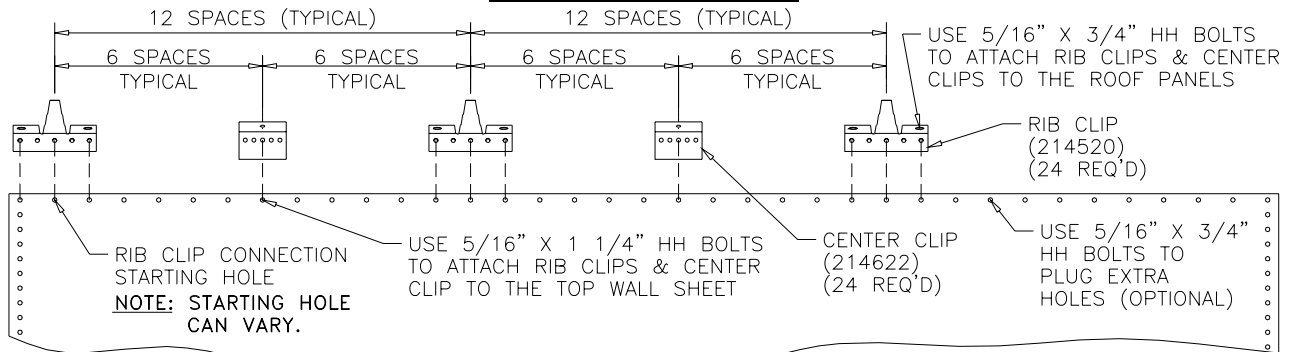 12 SPACES (TYPICAL)
12 SPACES (TYPICAL)
6 SPACES
TYPICAL
6 SPACES
TYPICAL
6 SPACES
TYPICAL
6 SPACES
TYPICAL
USE 5/16" X 3/4" HH BOLTS
TO ATTACH RIB CLIPS & CENTER
CLIPS TO THE ROOF PANELS
RIB CLIP
(214520)
(24 REQ'D)
RIB CLIP CONNECTION
STARTING HOLE
NOTE: STARTING HOLE
CAN VARY.
USE 5/16" X 1 1/4" HH BOLTS
TO ATTACH RIB CLIPS & CENTER
CLIP TO THE TOP WALL SHEET
CENTER CLIP
(214622)
(24 REQ'D)
USE 5/16" X 3/4"
HH BOLTS TO
PLUG EXTRA
HOLES (OPTIONAL)